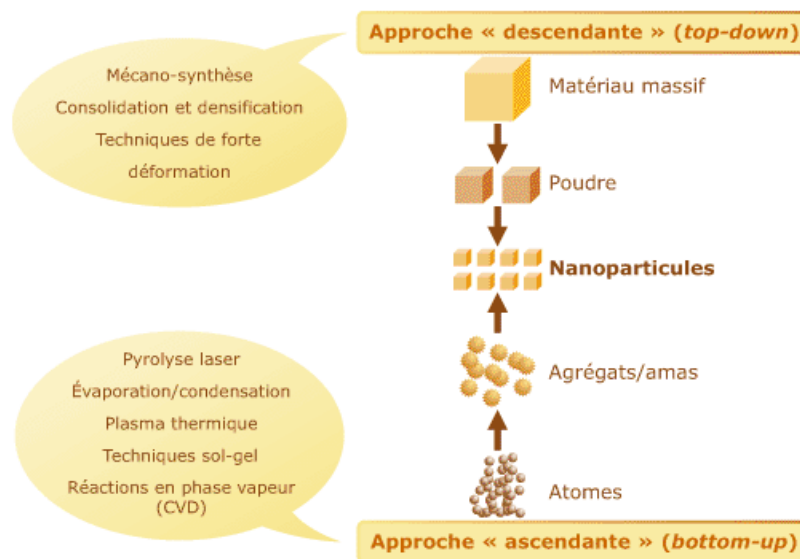 Approche « descendante » (top-down)
Mécano-synthèse
Consolidation et densification
Techniques de forte
déformation
Matériau massif
Poudre
Nanoparticules
Agrégats/amas
Atomes
Pyrolyse laser
Évaporation/condensation
Plasma thermique
Techniques sol-gel
Réactions en phase vapeur
(CVD)
Approche « ascendante » (bottom-up)